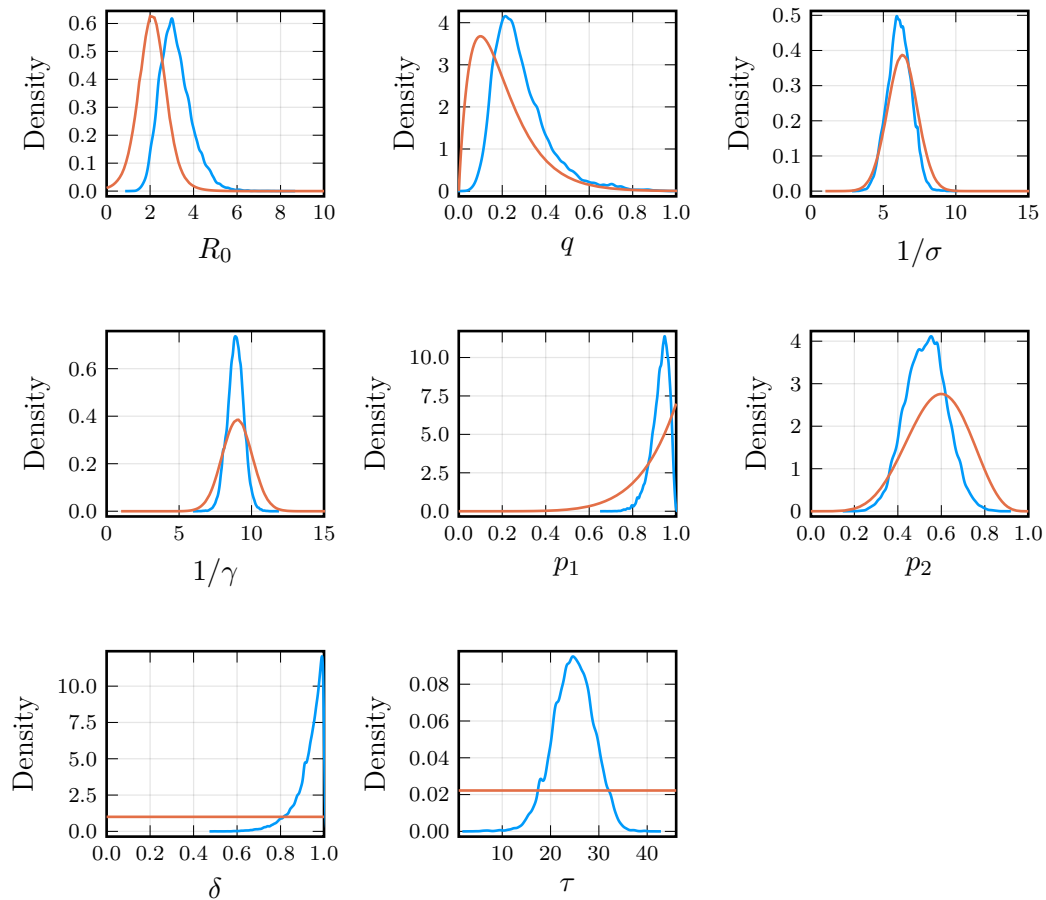 Density
0.6
0.5
0.4
0.3
0.2
0.1
0.0
0 2 4 6 8 10
R₀
Density
4
3
2
1
0
0.0 0.2 0.4 0.6 0.8 1.0
q
Density
0.5
0.4
0.3
0.2
0.1
0.0
0 5 10 15
1/σ
Density
0.6
0.4
0.2
0.0
0 5 10 15
1/γ
Density
10.0
7.5
5.0
2.5
0.0
0.0 0.2 0.4 0.6 0.8 1.0
p₁
Density
4
3
2
1
0
0.0 0.2 0.4 0.6 0.8 1.0
p₂
Density
10.0
7.5
5.0
2.5
0.0
0.0 0.2 0.4 0.6 0.8 1.0
δ
Density
0.08
0.06
0.04
0.02
0.00
10 20 30 40
τ